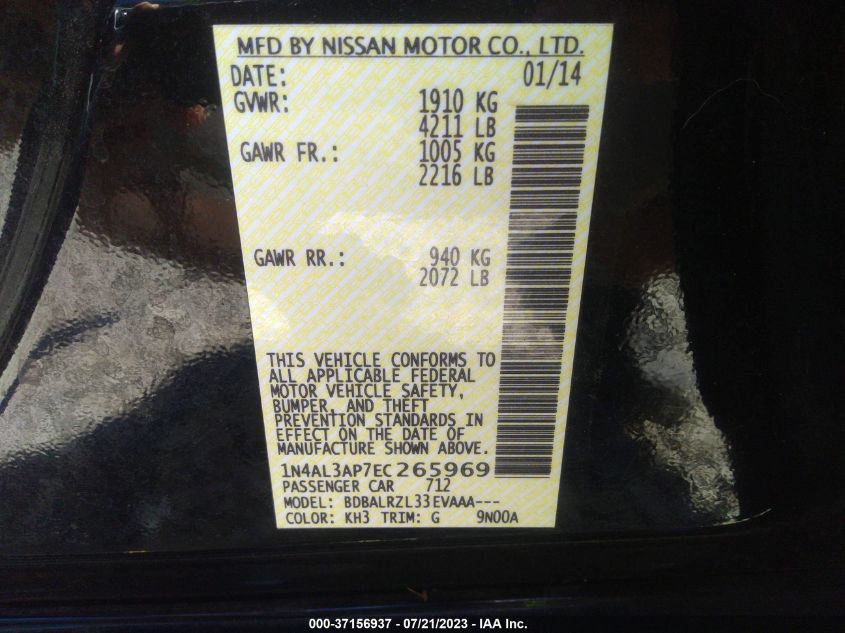 MFD BY NISSAN MOTOR CO., LTD.
DATE: 01/14
GVWR: 1910 KG
4211 LB
GAWR FR.: 1005 KG
2216 LB
GAWR RR.: 940 KG
2072 LB
THIS VEHICLE CONFORMS TO
ALL APPLICABLE FEDERAL
MOTOR VEHICLE SAFETY,
BUMPER, AND THEFT
PREVENTION STANDARDS IN
EFFECT ON THE DATE OF
MANUFACTURE SHOWN ABOVE.
1N4AL3AP7EC265969
PASSENGER CAR 712
MODEL: BDBALRZL33EVAAA---
COLOR: KH3 TRIM: G 9N00A
000-37156937 - 07/21/2023 - IAA Inc.